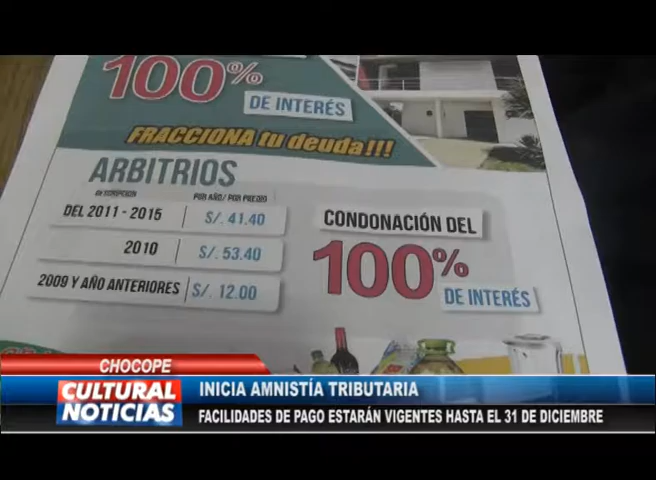 100%
DE INTERÉS
FRACCIONA tu deuda!!!
ARBITRIOS
DESCRIPCION POR AÑO/ POR PREDIO
DEL 2011 - 2015 S/. 41.40
2010 S/. 53.40
2009 Y AÑO ANTERIORES S/. 12.00
CONDONACIÓN DEL
100%
DE INTERÉS
CHOCOPE
CULTURAL
NOTICIAS
INICIA AMNISTÍA TRIBUTARIA
FACILIDADES DE PAGO ESTARÁN VIGENTES HASTA EL 31 DE DICIEMBRE